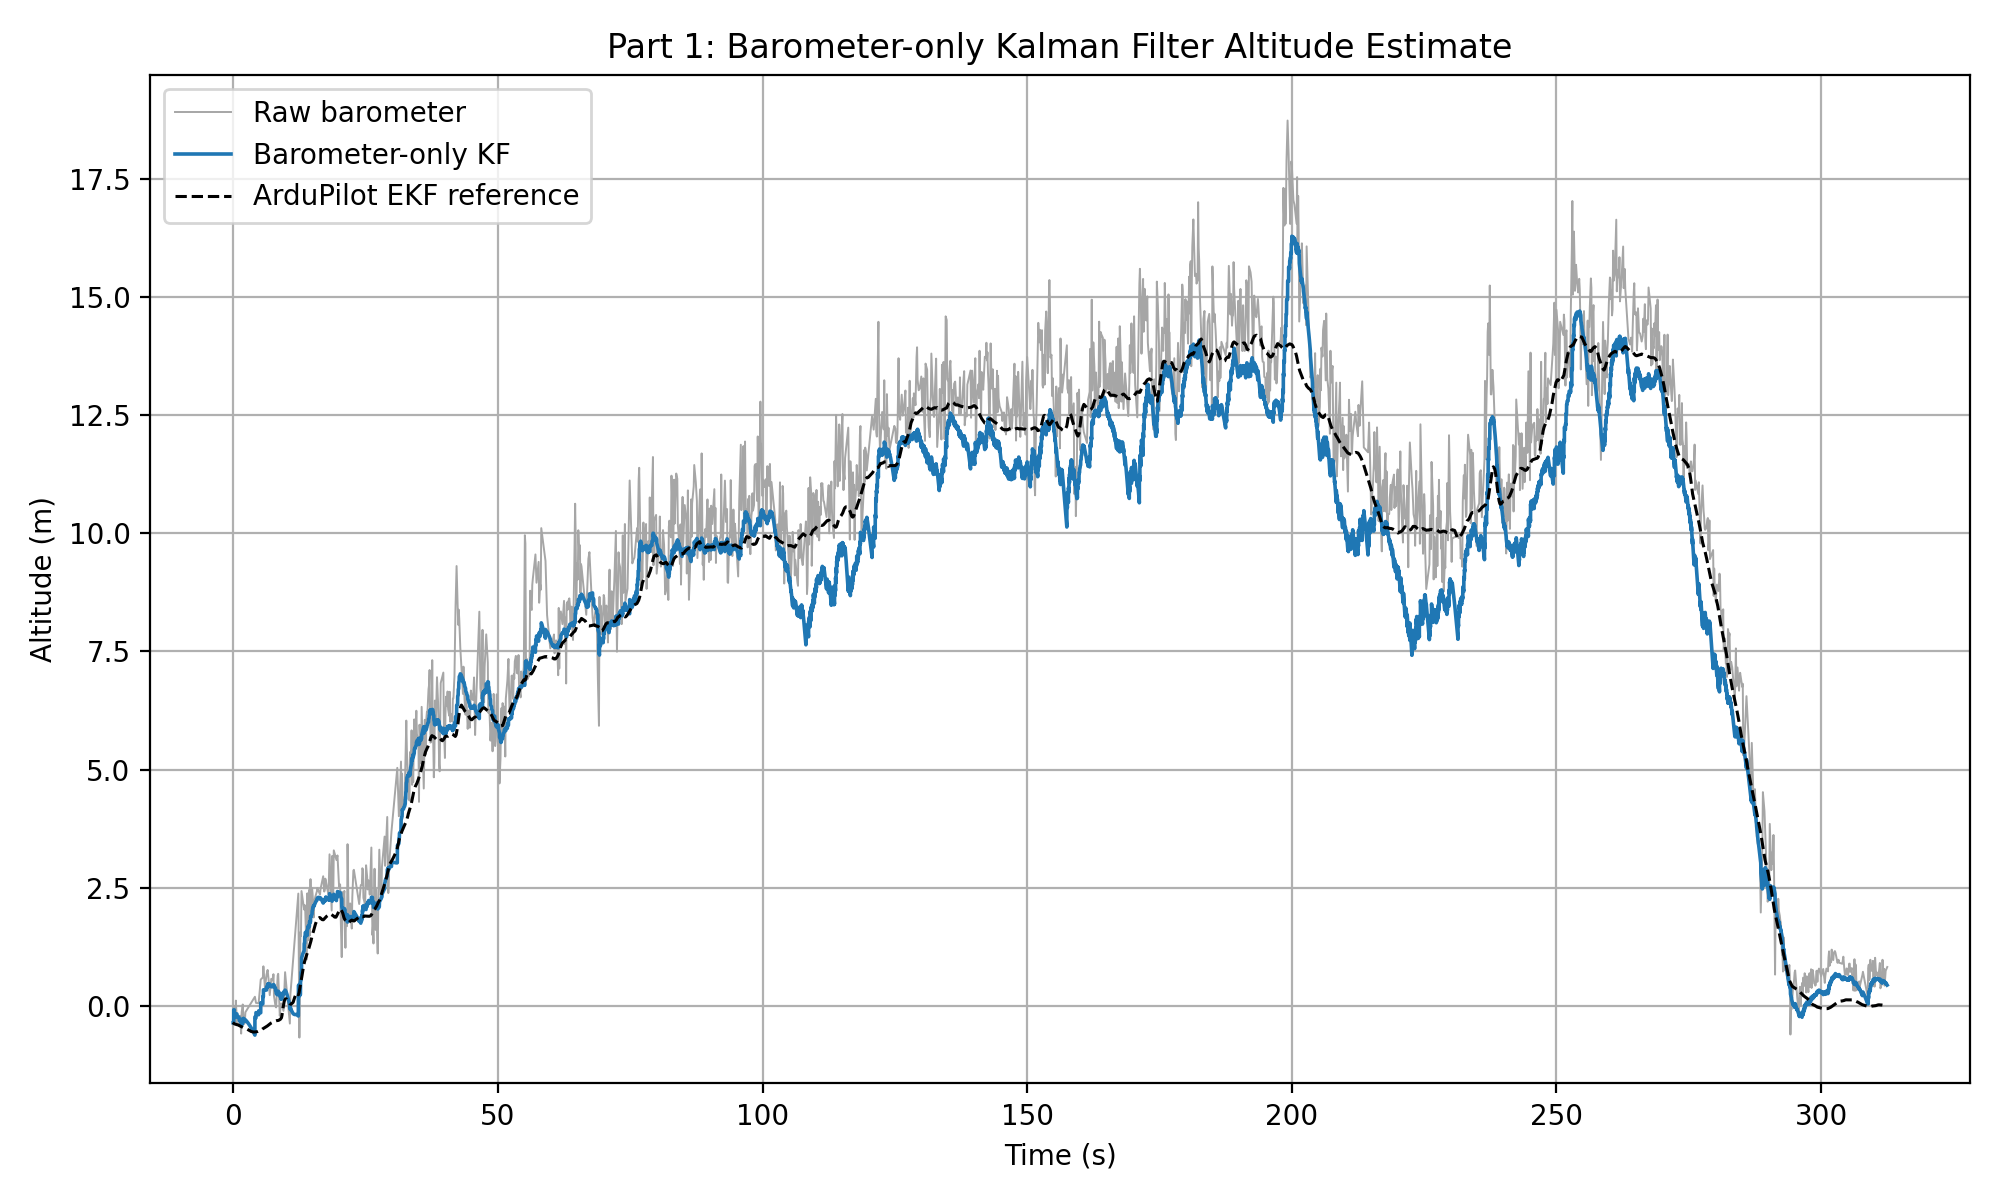 Part 1: Barometer-only Kalman Filter Altitude Estimate
Raw barometer
Barometer-only KF
ArduPilot EKF reference
17.5
15.0
12.5
10.0
7.5
5.0
2.5
0.0
Altitude (m)
0
50
100
150
200
250
300
Time (s)